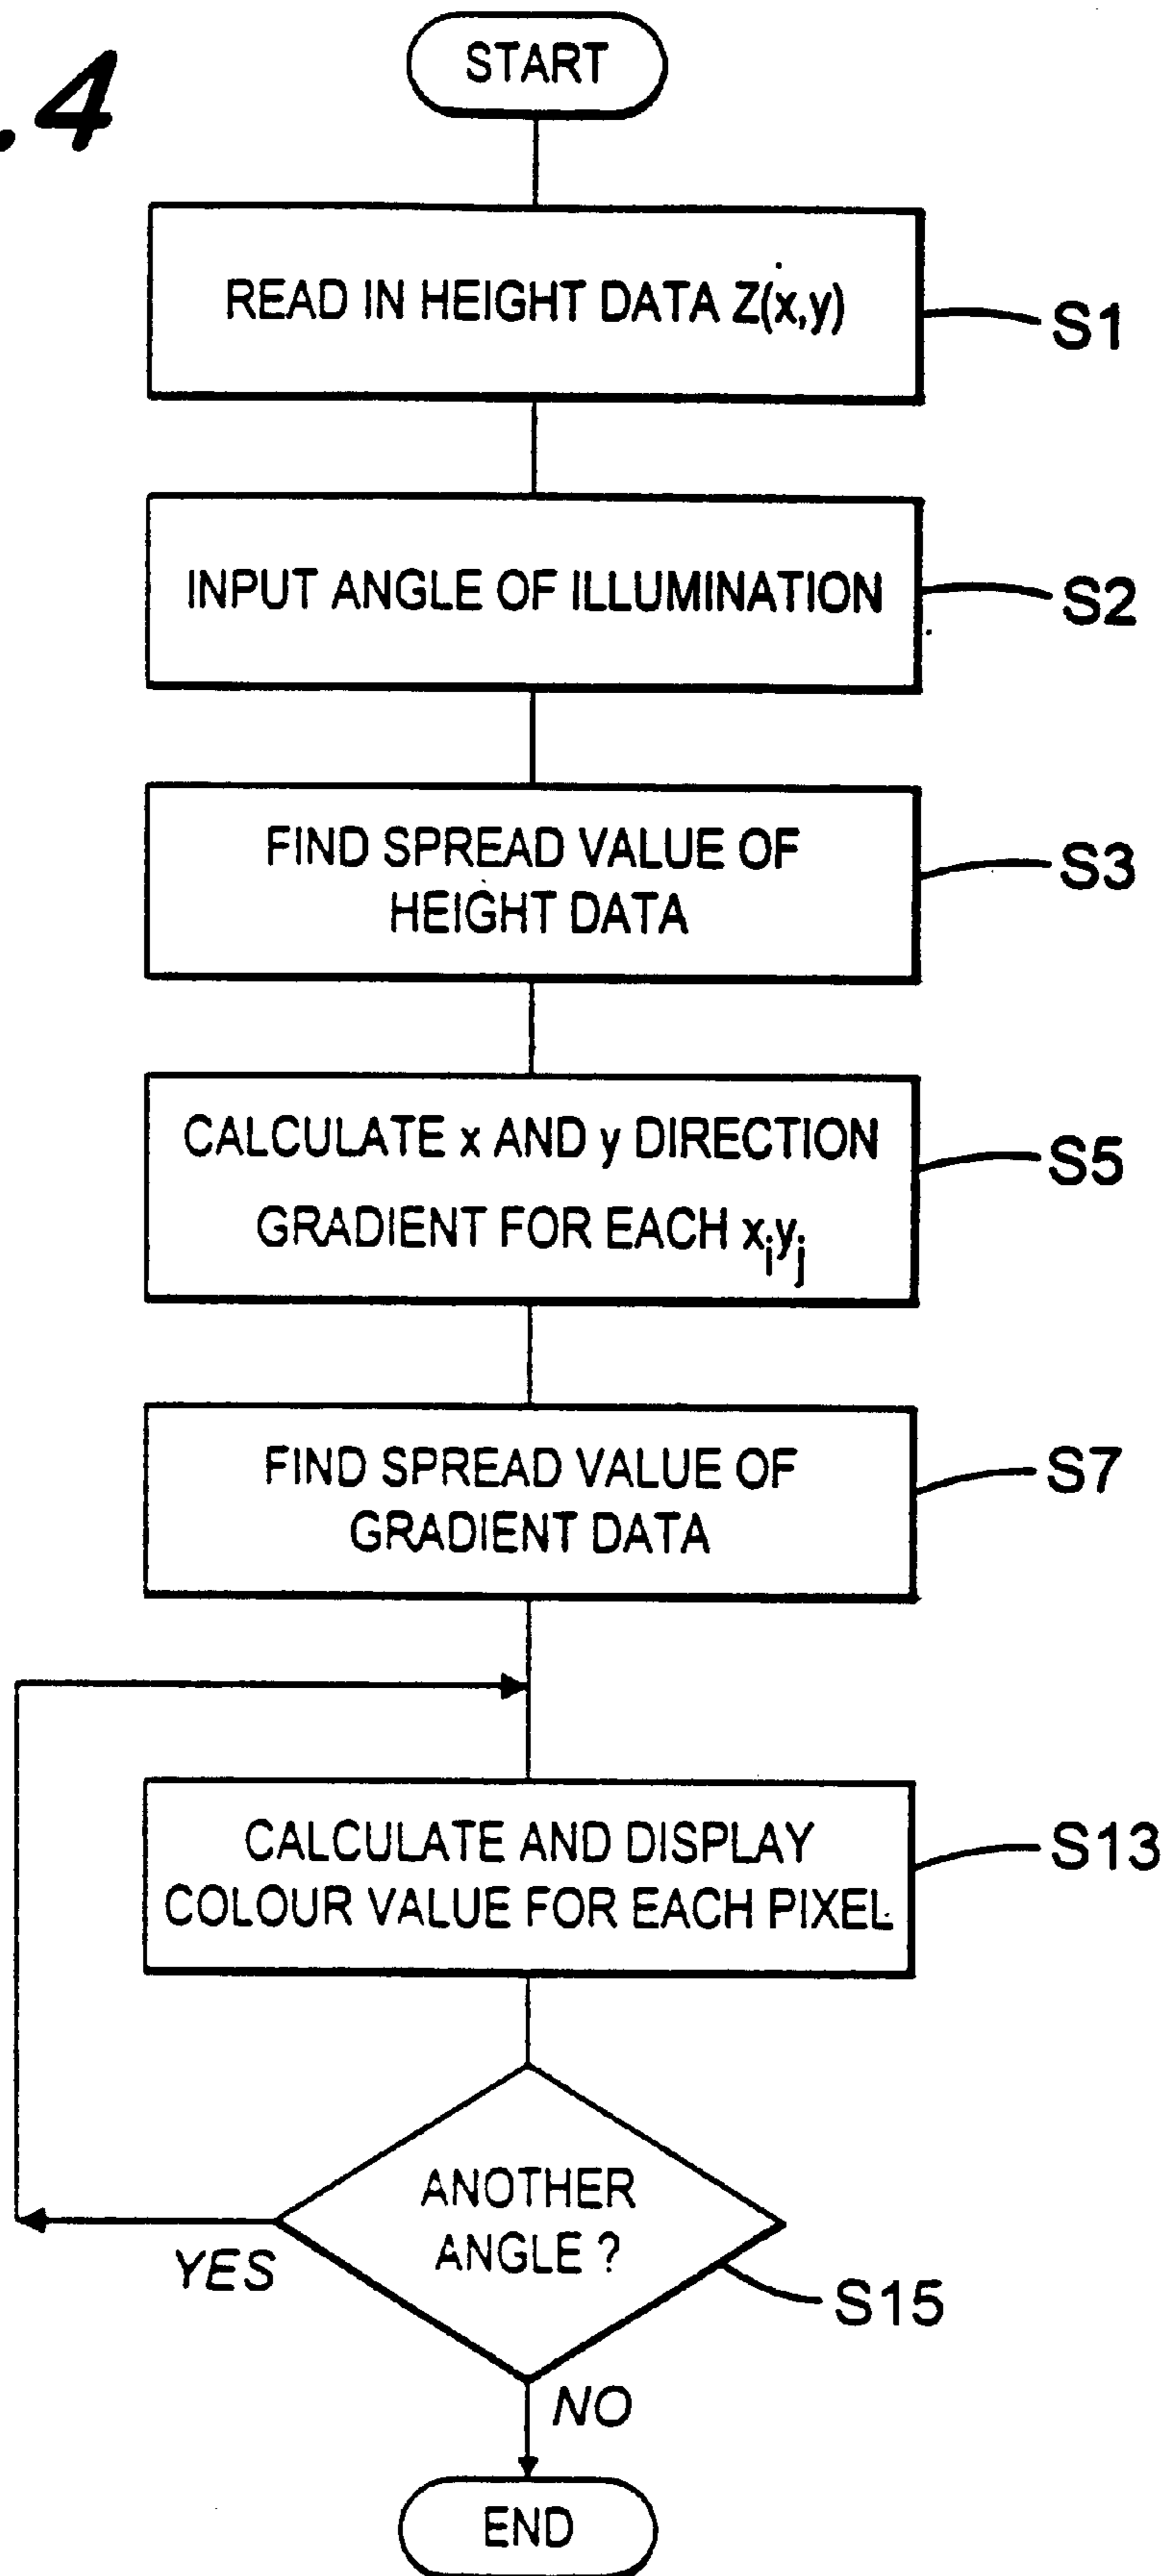 .4
START
READ IN HEIGHT DATA Z(x,y)
S1
INPUT ANGLE OF ILLUMINATION
S2
FIND SPREAD VALUE OF
HEIGHT DATA
S3
CALCULATE x AND y DIRECTION
GRADIENT FOR EACH xᵢyⱼ
S5
FIND SPREAD VALUE OF
GRADIENT DATA
S7
CALCULATE AND DISPLAY
COLOUR VALUE FOR EACH PIXEL
S13
ANOTHER
ANGLE ?
YES
S15
NO
END